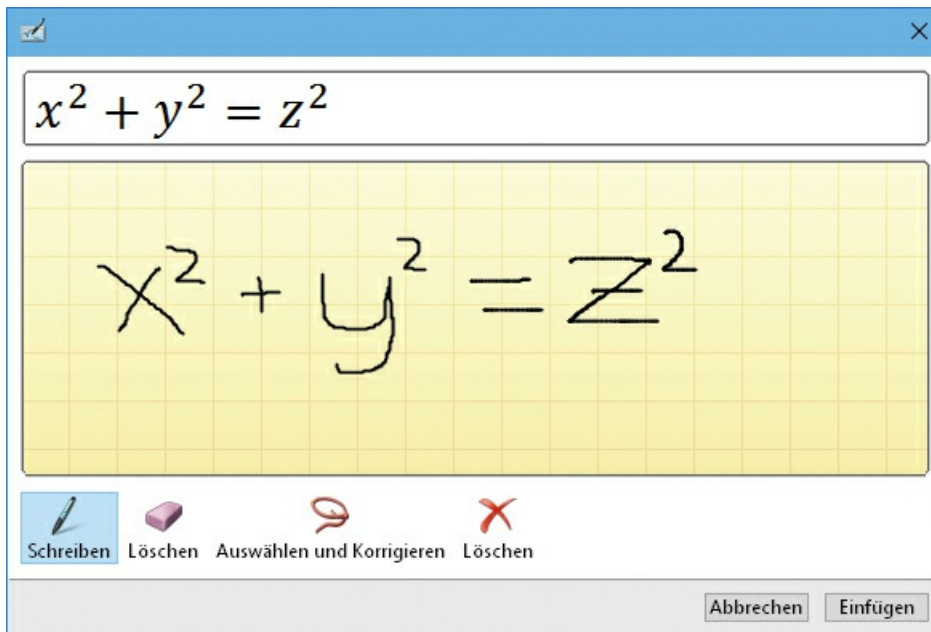 x² + y² = z²
x² + y² = z²
Schreiben Löschen Auswählen und Korrigieren Löschen
Abbrechen Einfügen